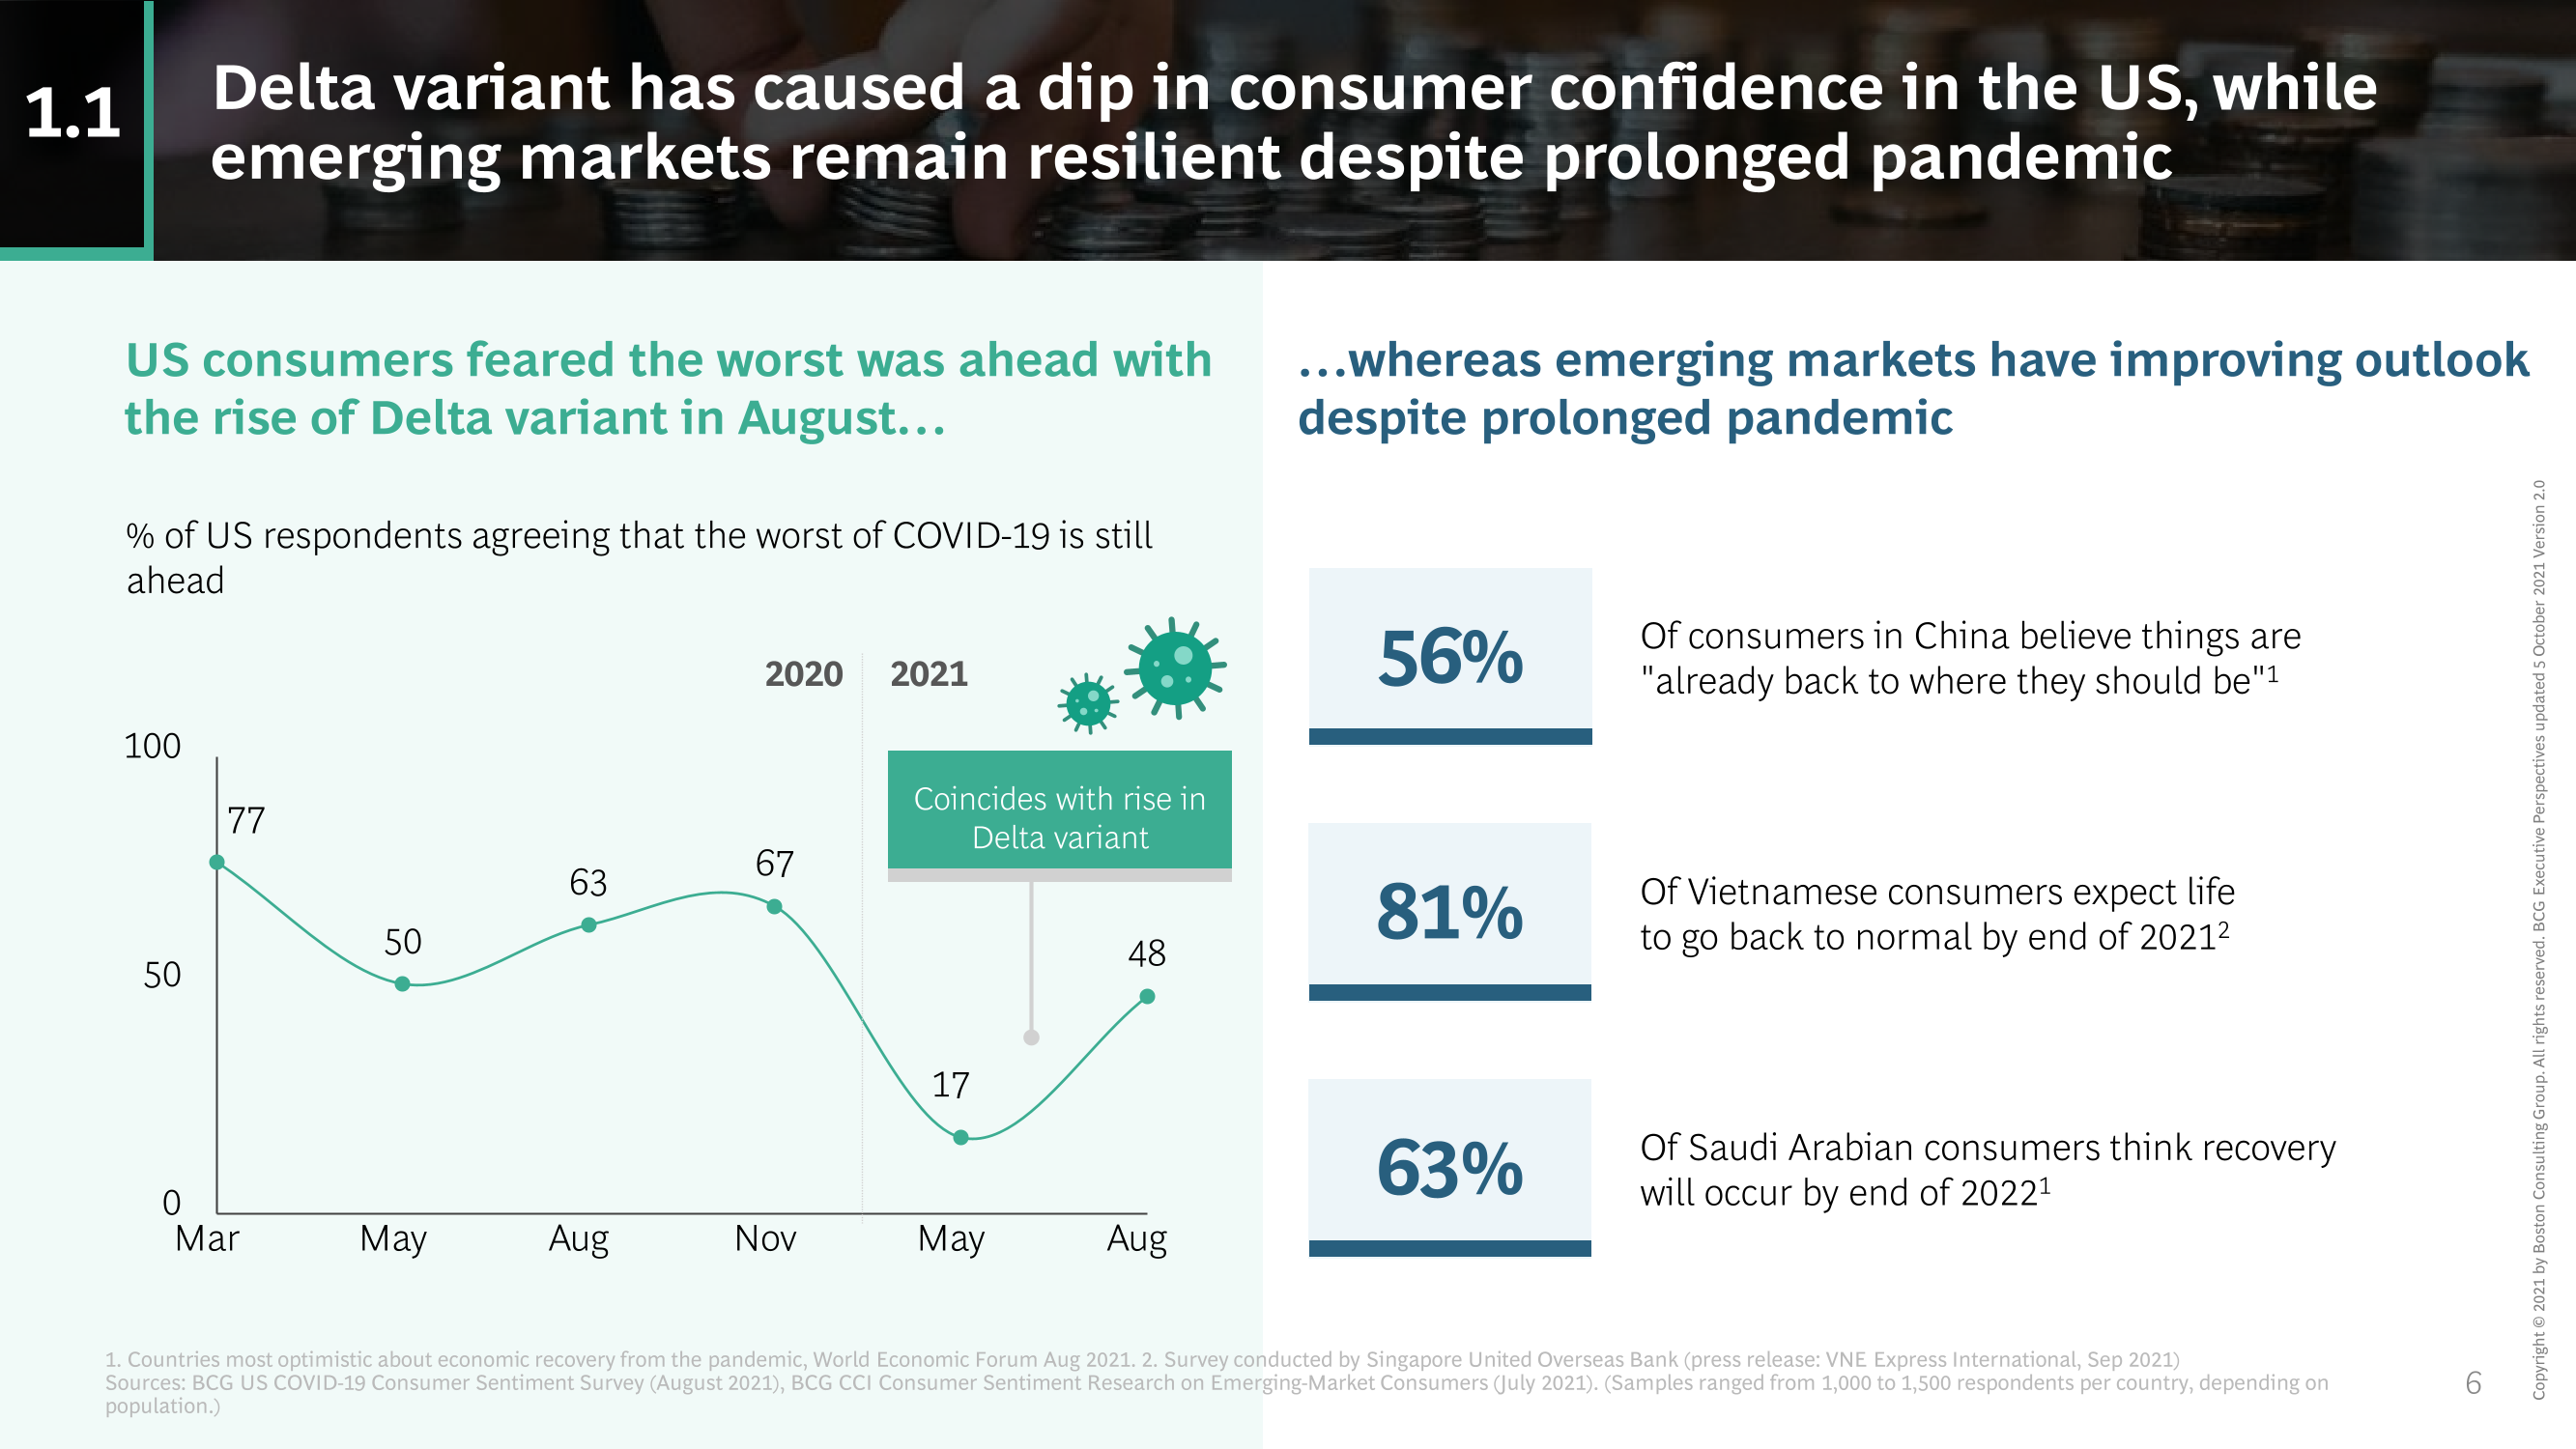 1.1
Delta variant has caused a dip in consumer confidence in the US, while
emerging markets remain resilient despite prolonged pandemic
US consumers feared the worst was ahead with
the rise of Delta variant in August…
% of US respondents agreeing that the worst of COVID-19 is still
ahead
2020
2021
Coincides with rise in
Delta variant
100
50
0
77
50
63
67
17
48
Mar
May
Aug
Nov
May
Aug
…whereas emerging markets have improving outlook
despite prolonged pandemic
56%
Of consumers in China believe things are
"already back to where they should be"1
81%
Of Vietnamese consumers expect life
to go back to normal by end of 20212
63%
Of Saudi Arabian consumers think recovery
will occur by end of 20221
1. Countries most optimistic about economic recovery from the pandemic, World Economic Forum Aug 2021. 2. Survey conducted by Singapore United Overseas Bank (press release: VNE Express International, Sep 2021)
Sources: BCG US COVID-19 Consumer Sentiment Survey (August 2021), BCG CCI Consumer Sentiment Research on Emerging-Market Consumers (July 2021). (Samples ranged from 1,000 to 1,500 respondents per country, depending on
population.)
6
Copyright © 2021 by Boston Consulting Group. All rights reserved. BCG Executive Perspectives updated 5 October 2021 Version 2.0